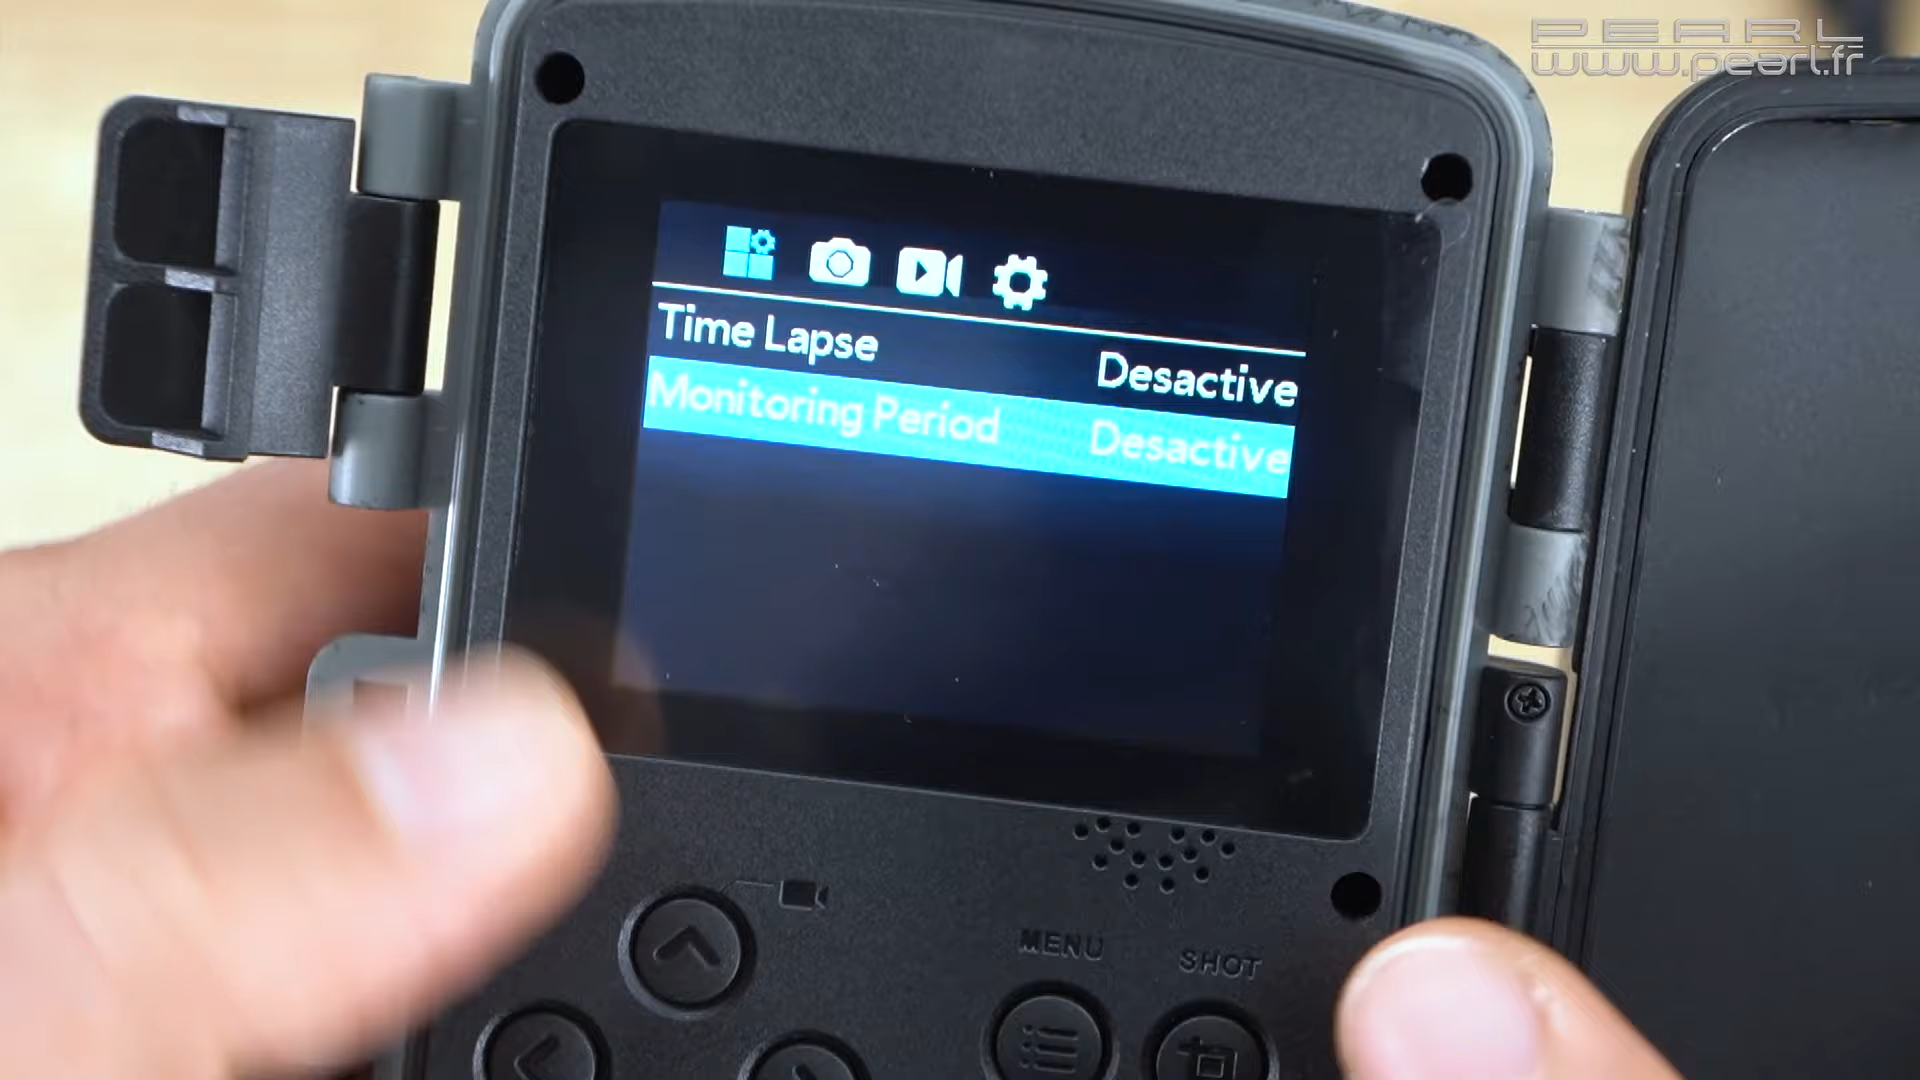 PEARL
www.pearl.fr
Time Lapse Desactive
Monitoring Period Desactive
MENU SHOT